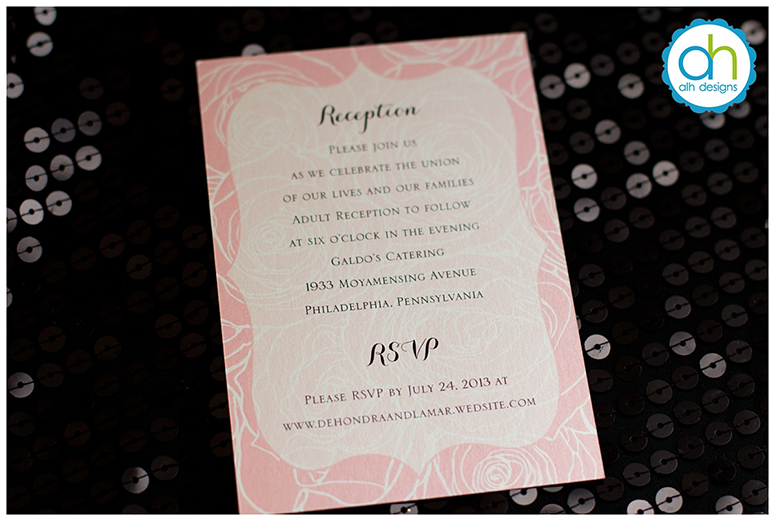 ah
alh designs
Reception
Please join us
as we celebrate the union
of our lives and our families
Adult Reception to follow
at six o'clock in the evening
Galdo's Catering
1933 Moyamensing Avenue
Philadelphia, Pennsylvania
RSVP
Please RSVP by July 24, 2013 at
www.dehondraandlamar.wedsite.com